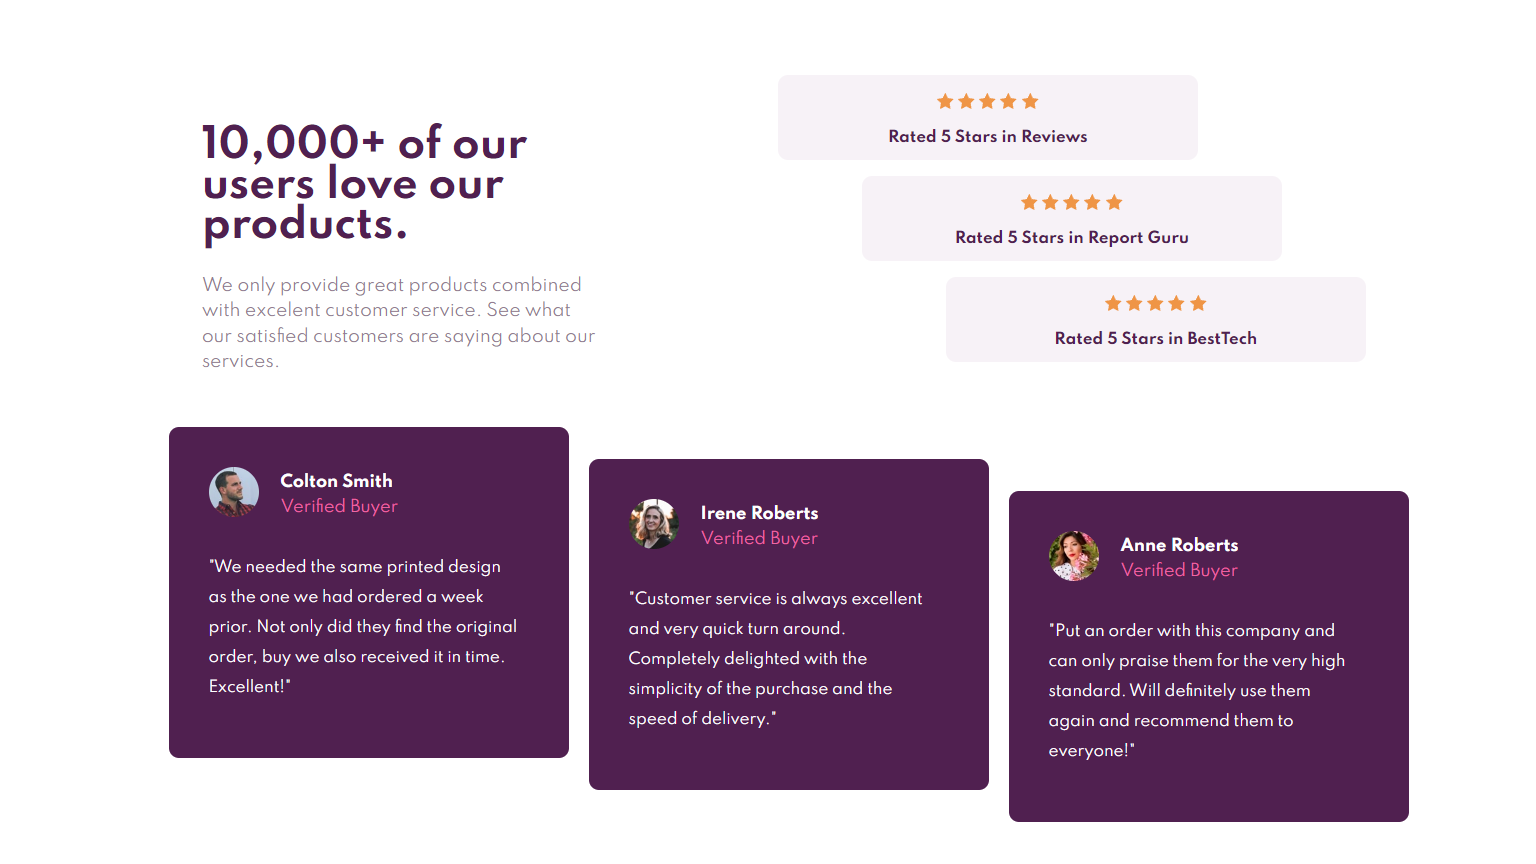 10,000+ of our
users love our
products.
We only provide great products combined
with excelent customer service. See what
our satisfied customers are saying about our
services.
Rated 5 Stars in Reviews
Rated 5 Stars in Report Guru
Rated 5 Stars in BestTech
Colton Smith
Verified Buyer
"We needed the same printed design
as the one we had ordered a week
prior. Not only did they find the original
order, buy we also received it in time.
Excellent!"
Irene Roberts
Verified Buyer
"Customer service is always excellent
and very quick turn around.
Completely delighted with the
simplicity of the purchase and the
speed of delivery."
Anne Roberts
Verified Buyer
"Put an order with this company and
can only praise them for the very high
standard. Will definitely use them
again and recommend them to
everyone!"